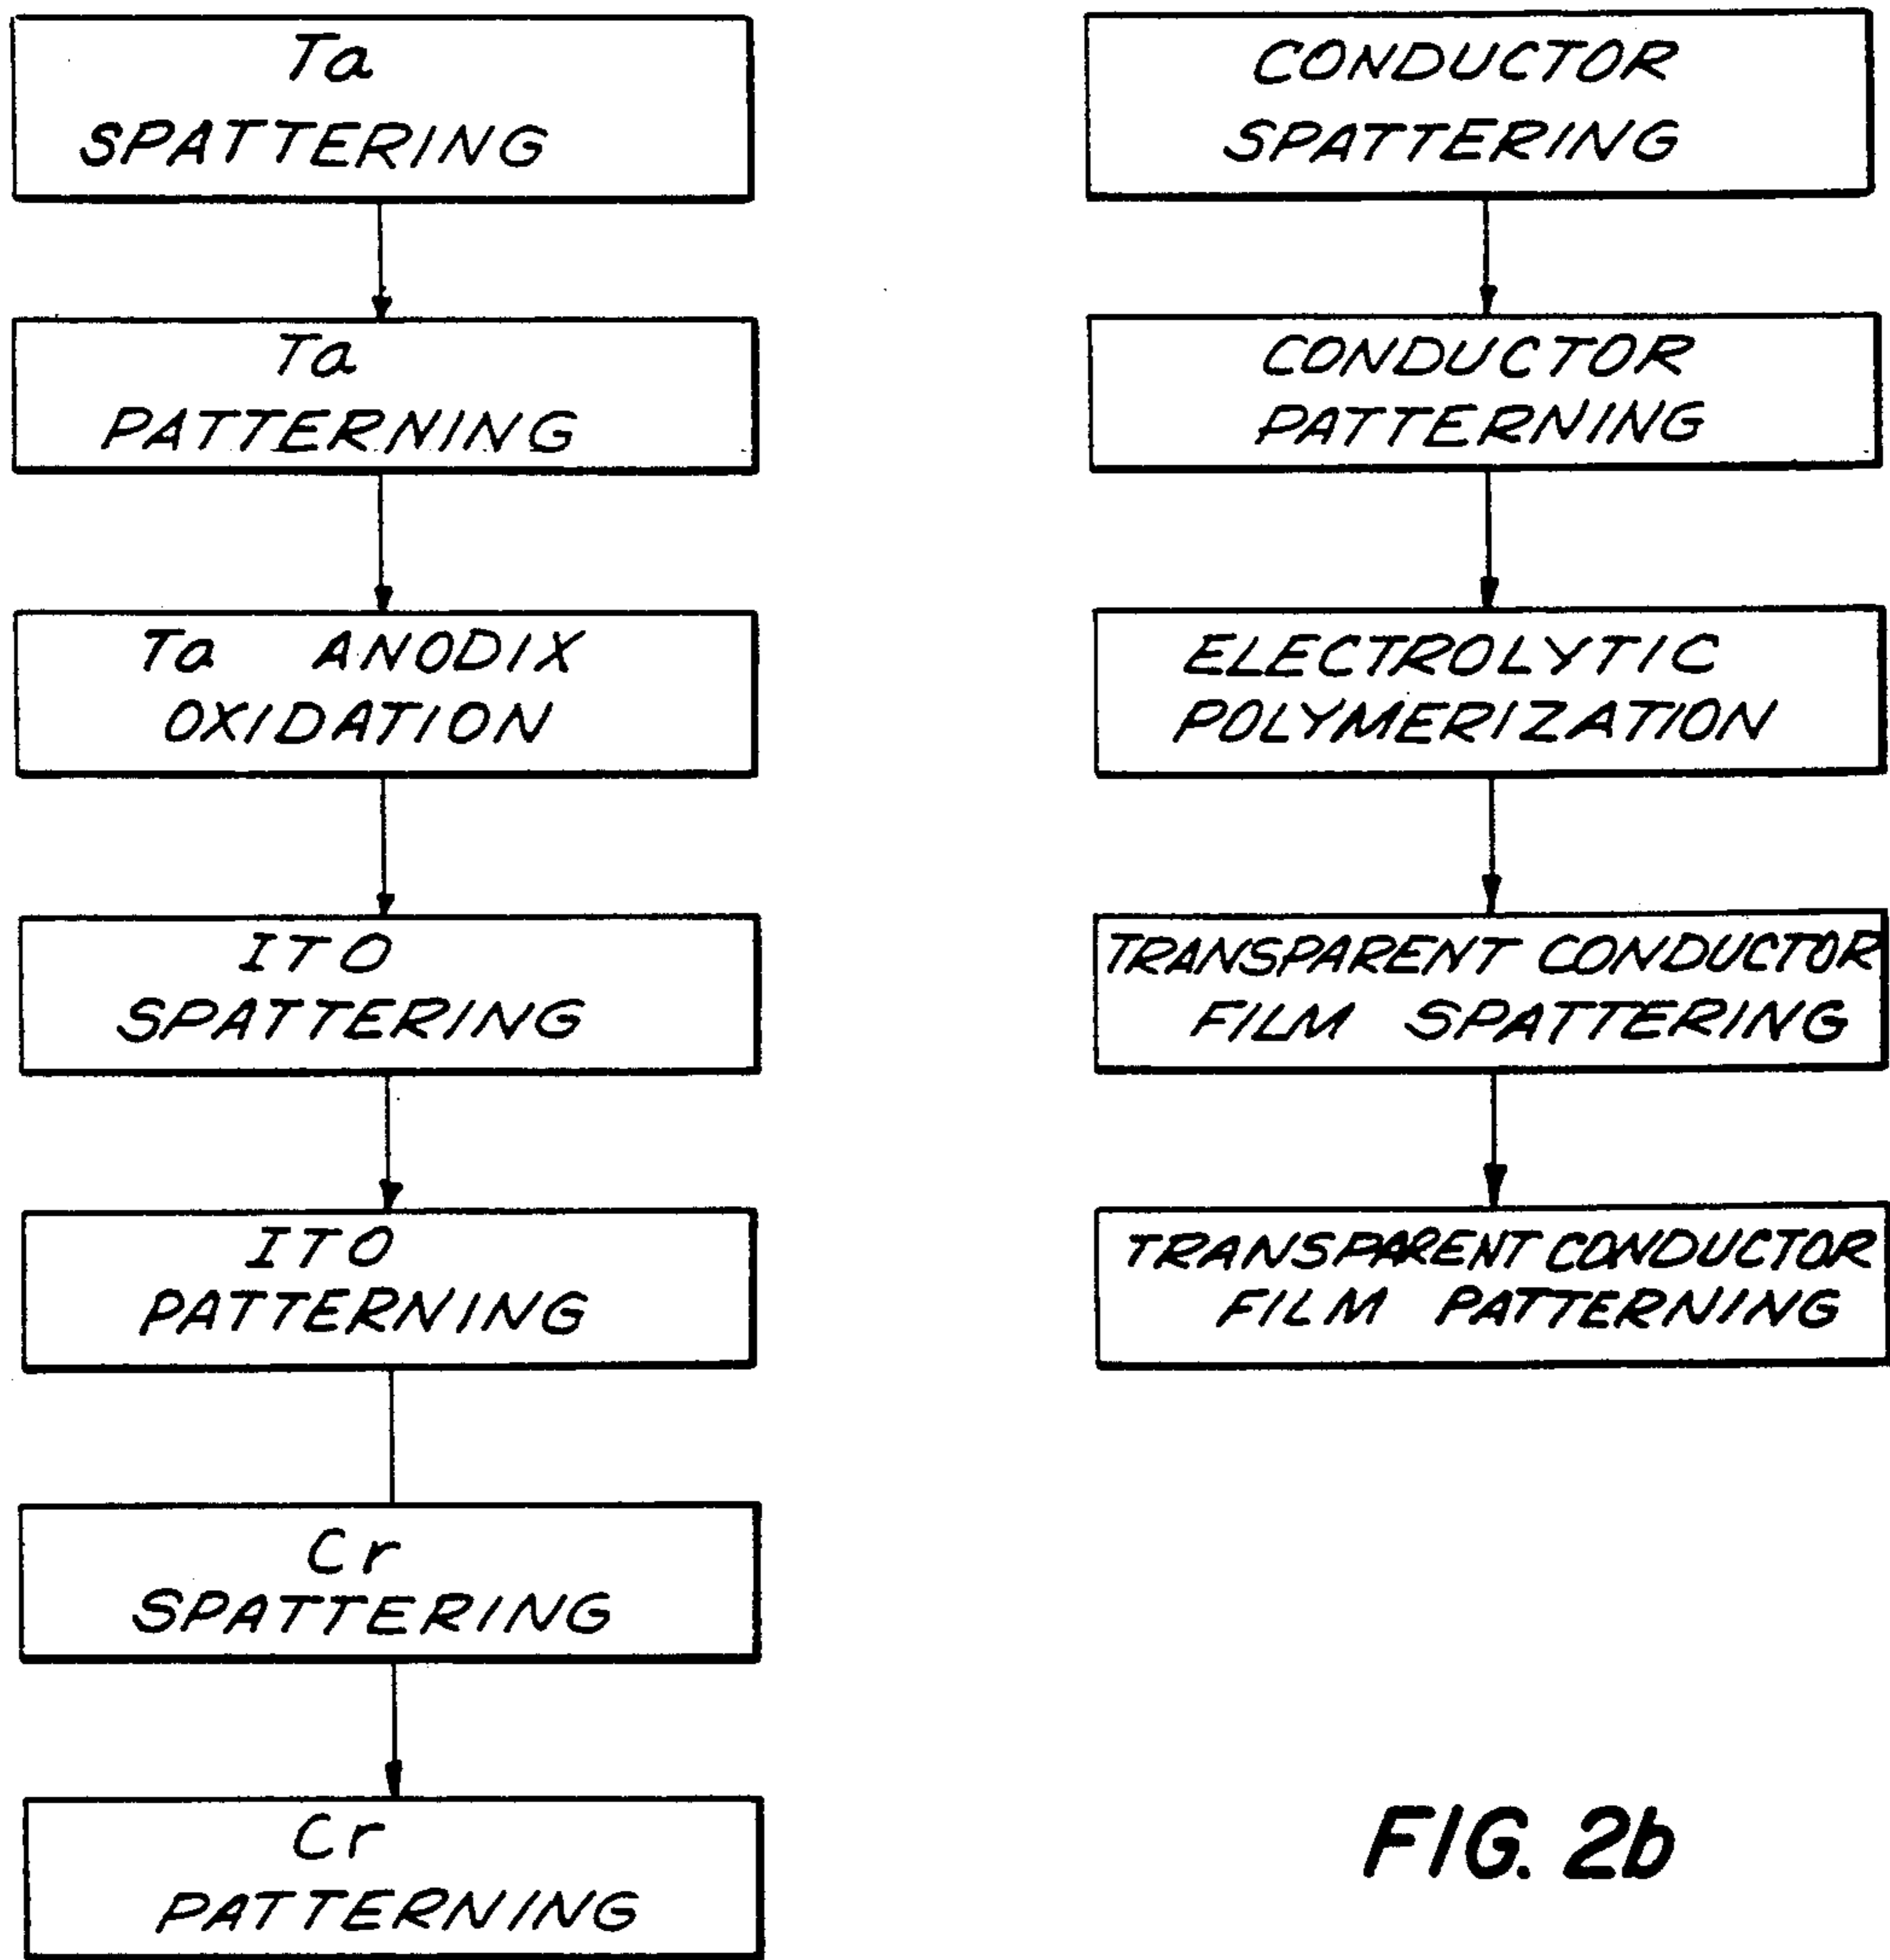 Ta
SPATTERING
Ta
PATTERNING
Ta ANODIX
OXIDATION
ITO
SPATTERING
ITO
PATTERNING
Cr
SPATTERING
Cr
PATTERNING
CONDUCTOR
SPATTERING
CONDUCTOR
PATTERNING
ELECTROLYTIC
POLYMERIZATION
TRANSPARENT CONDUCTOR
FILM SPATTERING
TRANSPARENT CONDUCTOR
FILM PATTERNING
FIG. 2b